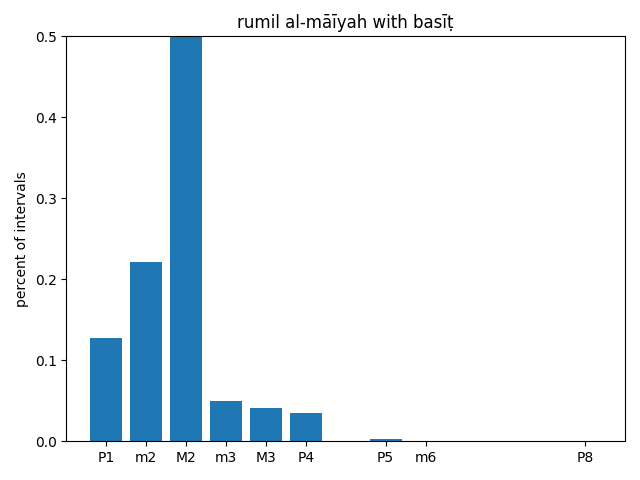 rumil al-māīyah with basīṭ
percent of intervals
0.5
0.4
0.3
0.2
0.1
0.0
P1 m2 M2 m3 M3 P4 P5 m6 P8